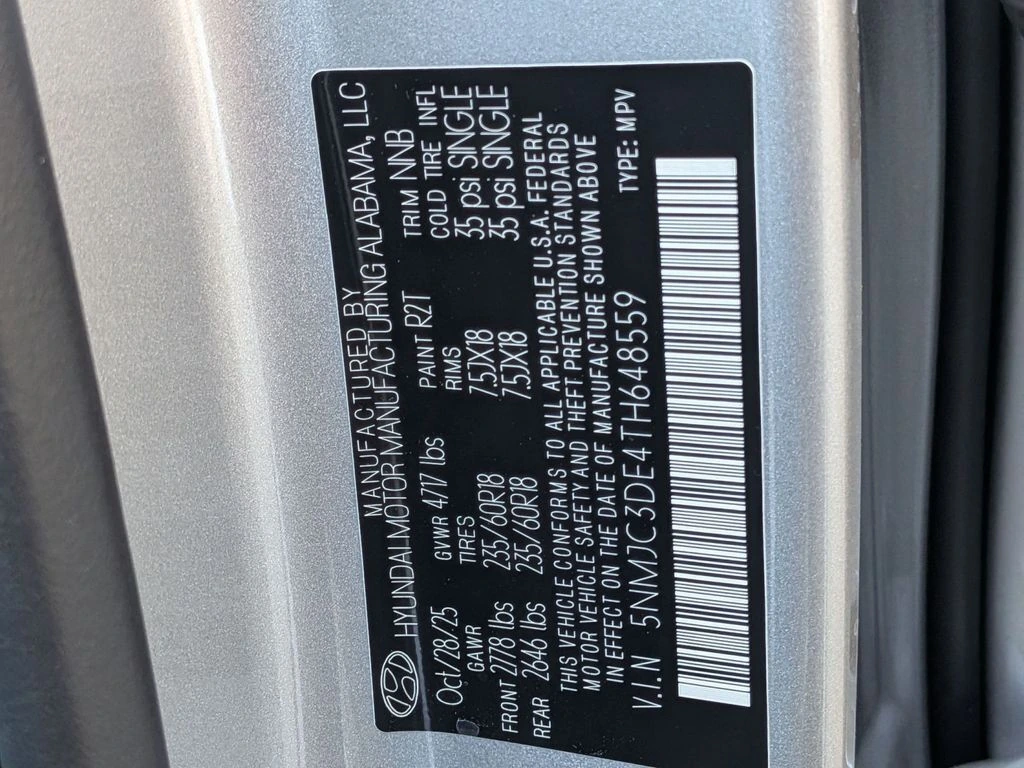 MANUFACTURED BY
HYUNDAI MOTOR MANUFACTURING ALABAMA, LLC
Oct/28/25 GVWR 4717 lbs PAINT R2T TRIM NNB
GAWR TIRES RIMS COLD TIRE INFL
FRONT 2778 lbs 235/60R18 7.5JX18 35 psi SINGLE
REAR 2646 lbs 235/60R18 7.5JX18 35 psi SINGLE
THIS VEHICLE CONFORMS TO ALL APPLICABLE U.S.A. FEDERAL
MOTOR VEHICLE SAFETY AND THEFT PREVENTION STANDARDS
IN EFFECT ON THE DATE OF MANUFACTURE SHOWN ABOVE
V.I.N 5NMJC3DE4TH648559 TYPE: MPV